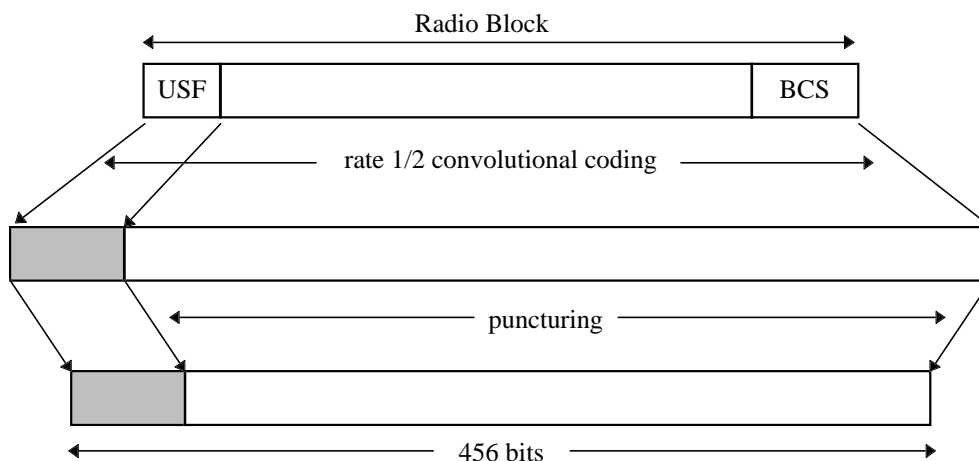 Radio Block
USF
BCS
rate 1/2 convolutional coding
puncturing
456 bits